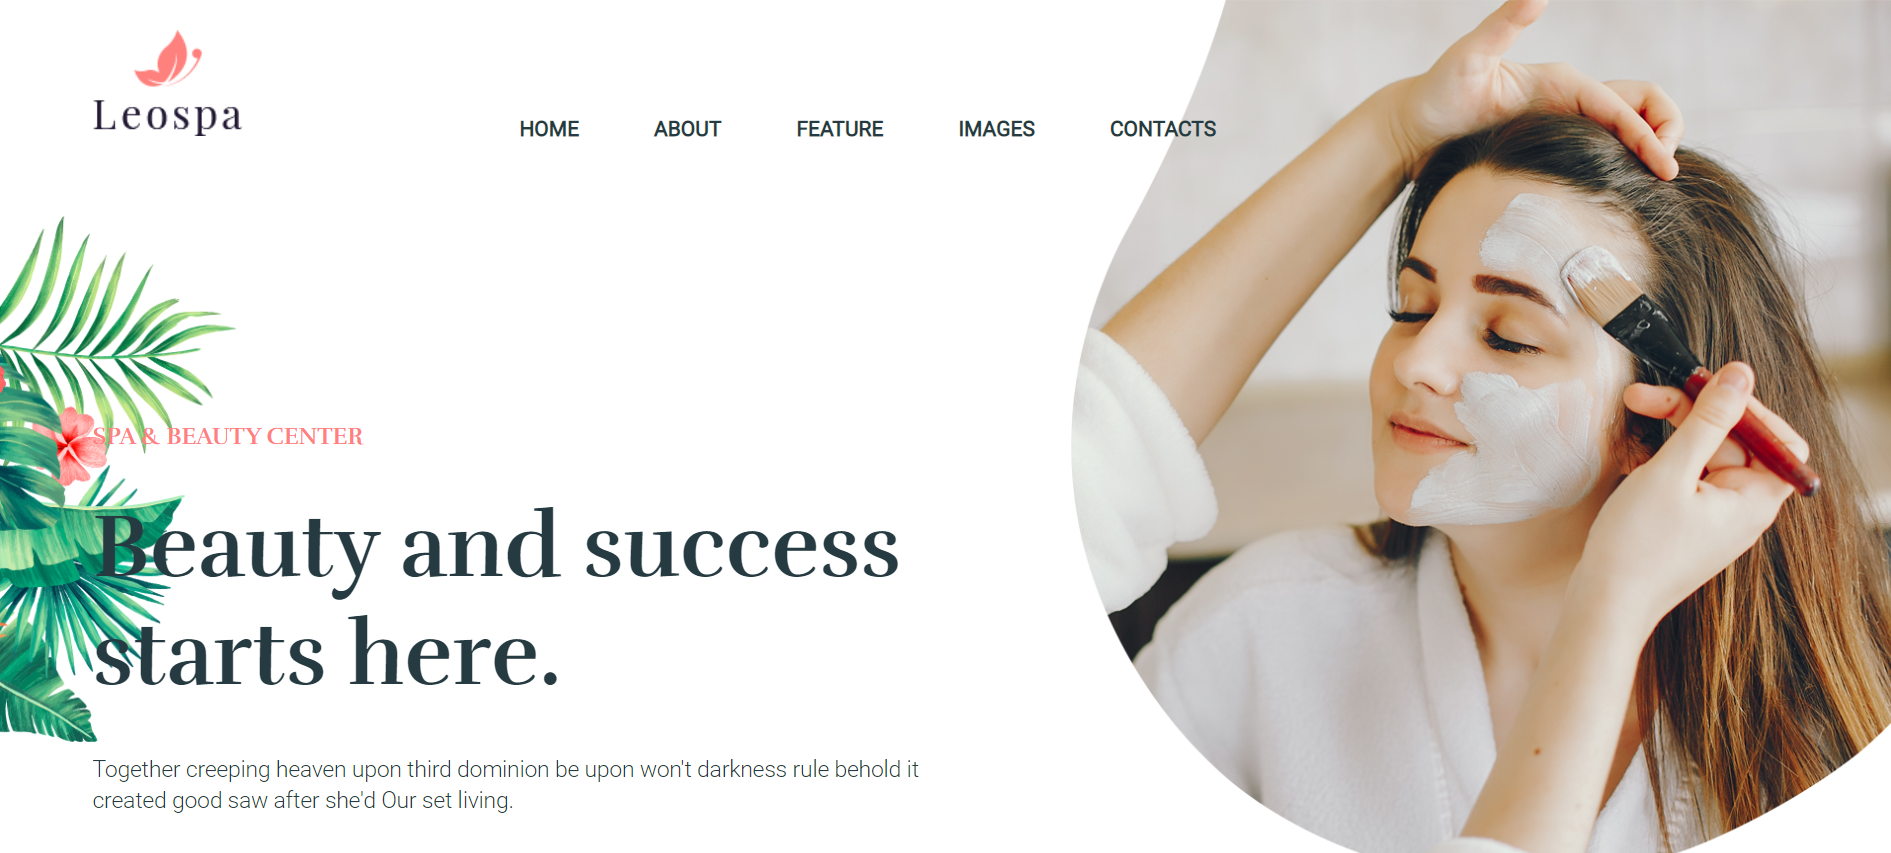 Leospa
HOME ABOUT FEATURE IMAGES CONTACTS
SPA & BEAUTY CENTER
Beauty and success
starts here.
Together creeping heaven upon third dominion be upon won't darkness rule behold it
created good saw after she'd Our set living.